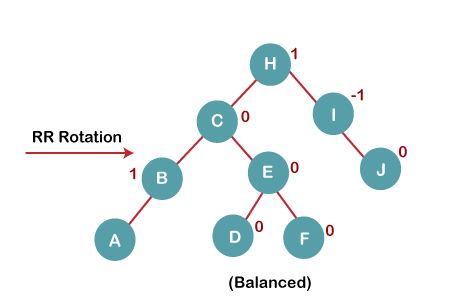 H 1
I -1
C 0
RR Rotation
J 0
1 B
E 0
A
D 0
F 0
(Balanced)